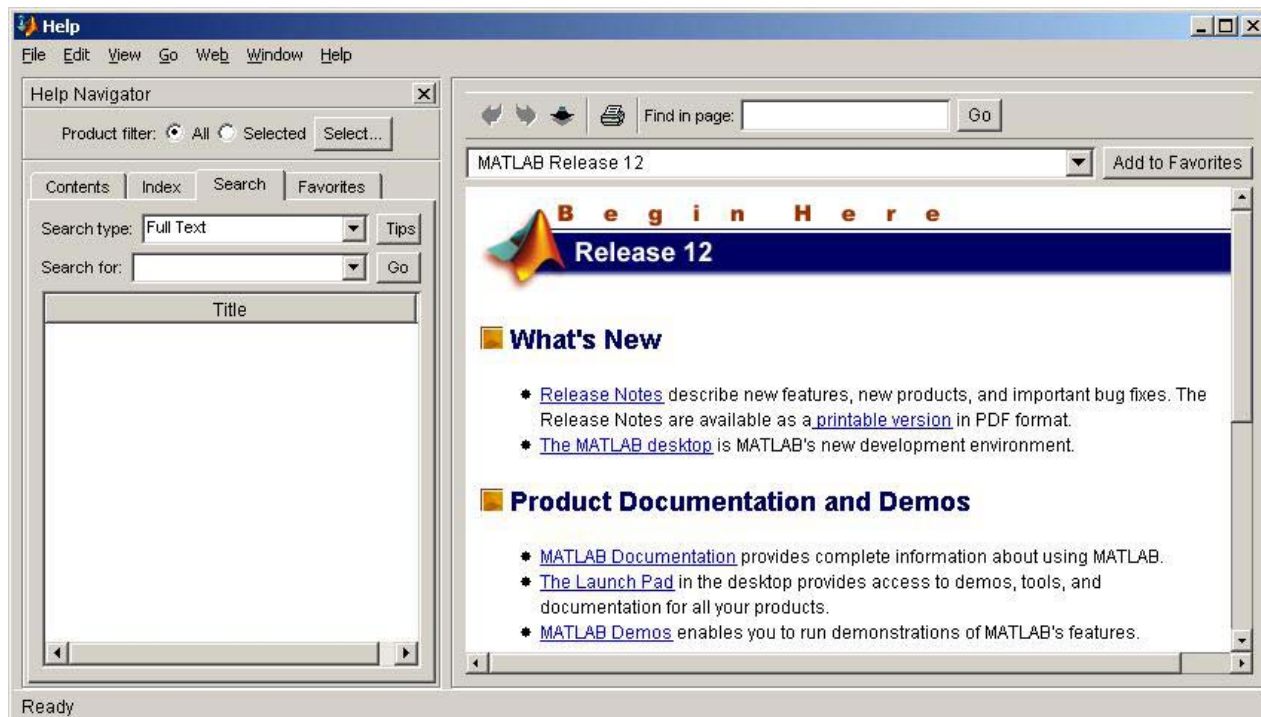 Help
File Edit View Go Web Window Help
Help Navigator
Product filter: All Selected Select...
Contents Index Search Favorites
Search type: Full Text Tips
Search for: Go
Title
Find in page: Go
MATLAB Release 12 Add to Favorites
Begin Here
Release 12
What's New
Release Notes describe new features, new products, and important bug fixes. The
Release Notes are available as a printable version in PDF format.
The MATLAB desktop is MATLAB's new development environment.
Product Documentation and Demos
MATLAB Documentation provides complete information about using MATLAB.
The Launch Pad in the desktop provides access to demos, tools, and
documentation for all your products.
MATLAB Demos enables you to run demonstrations of MATLAB's features.
Ready